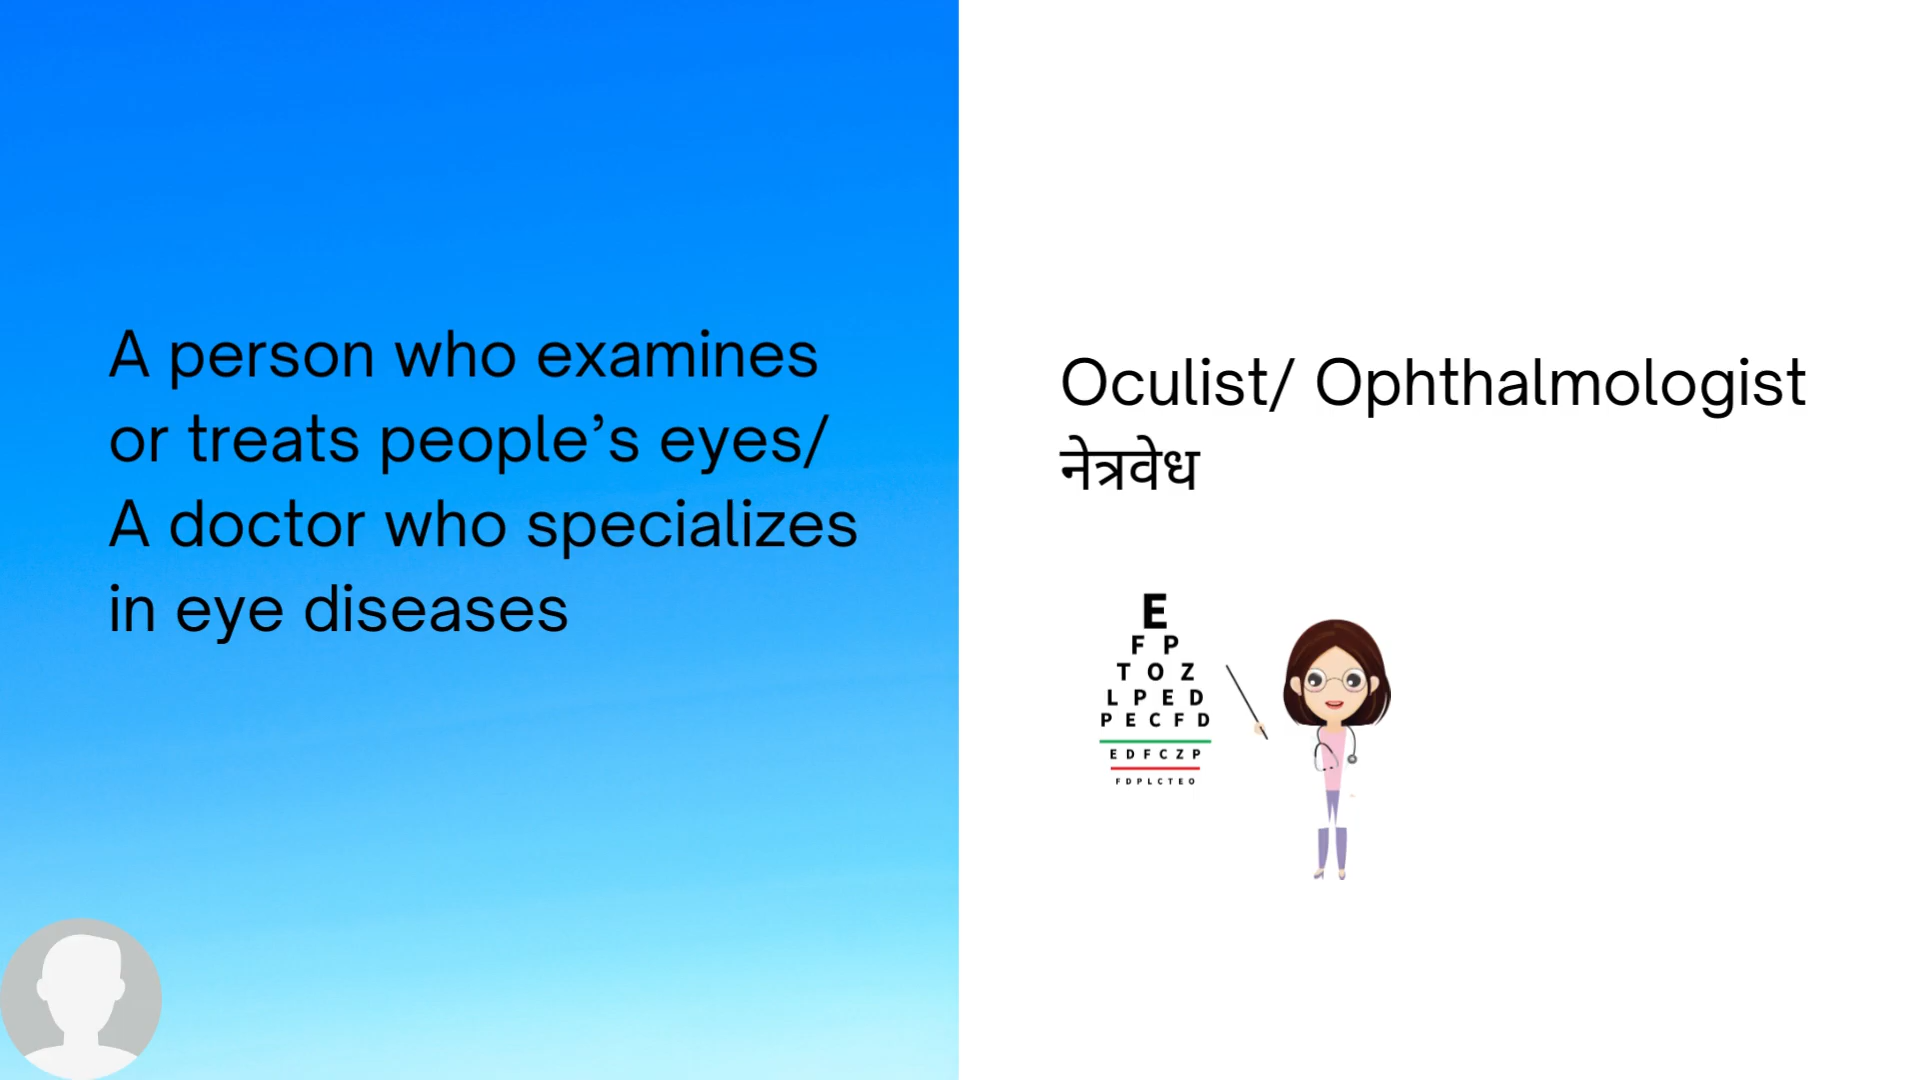 A person who examines
or treats people’s eyes/
A doctor who specializes
in eye diseases
Oculist/ Ophthalmologist
नेत्रवेध
E
F P
T O Z
L P E D
P E C F D
E D F C Z P
F D P L C T E O